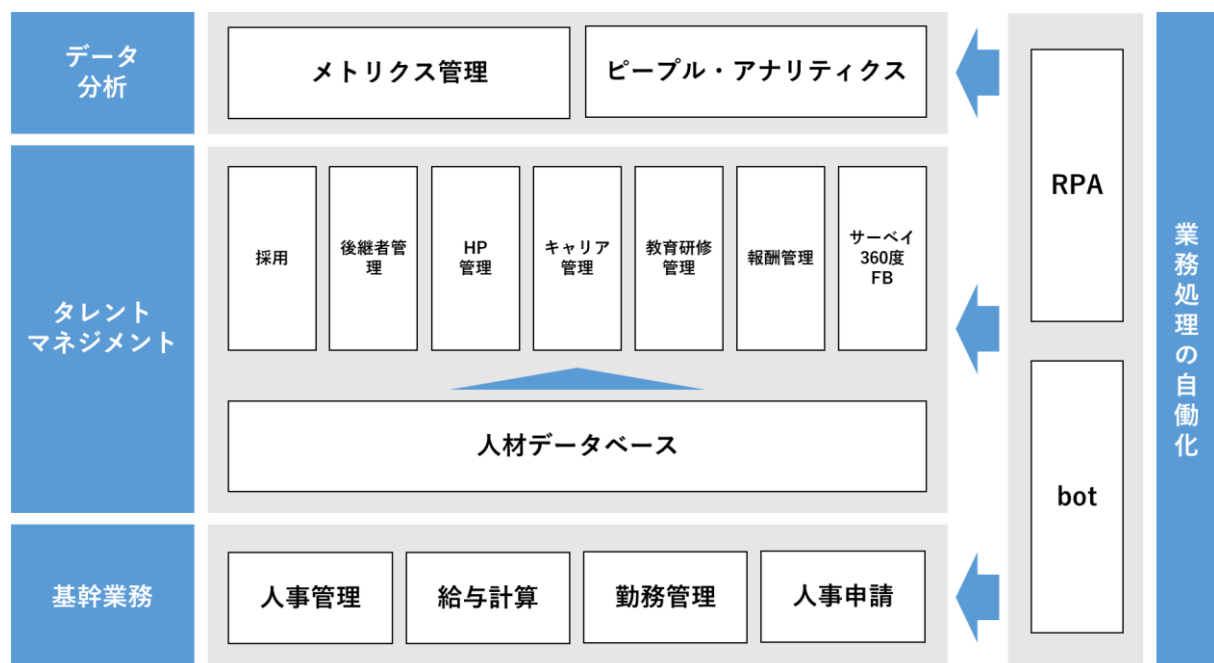 データ
分析
メトリクス管理
ピープル・アナリティクス
タレント
マネジメント
採用
後継者管
理
HP
管理
キャリア
管理
教育研修
管理
報酬管理
サーベイ
360度
FB
人材データベース
基幹業務
人事管理
給与計算
勤務管理
人事申請
RPA
bot
業務処理の自働化